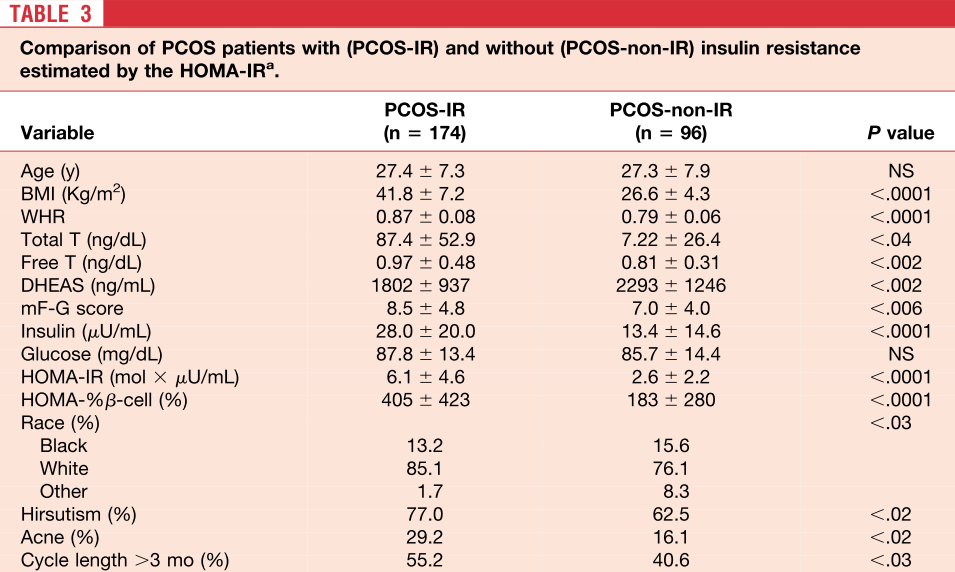 TABLE 3
Comparison of PCOS patients with (PCOS-IR) and without (PCOS-non-IR) insulin resistance
estimated by the HOMA-IRa.
PCOS-IR PCOS-non-IR
Variable (n = 174) (n = 96) P value
Age (y) 27.4 ± 7.3 27.3 ± 7.9 NS
BMI (Kg/m2) 41.8 ± 7.2 26.6 ± 4.3 <.0001
WHR 0.87 ± 0.08 0.79 ± 0.06 <.0001
Total T (ng/dL) 87.4 ± 52.9 7.22 ± 26.4 <.04
Free T (ng/dL) 0.97 ± 0.48 0.81 ± 0.31 <.002
DHEAS (ng/mL) 1802 ± 937 2293 ± 1246 <.002
mF-G score 8.5 ± 4.8 7.0 ± 4.0 <.006
Insulin (μU/mL) 28.0 ± 20.0 13.4 ± 14.6 <.0001
Glucose (mg/dL) 87.8 ± 13.4 85.7 ± 14.4 NS
HOMA-IR (mol × μU/mL) 6.1 ± 4.6 2.6 ± 2.2 <.0001
HOMA-%β-cell (%) 405 ± 423 183 ± 280 <.0001
Race (%) <.03
Black 13.2 15.6
White 85.1 76.1
Other 1.7 8.3
Hirsutism (%) 77.0 62.5 <.02
Acne (%) 29.2 16.1 <.02
Cycle length >3 mo (%) 55.2 40.6 <.03